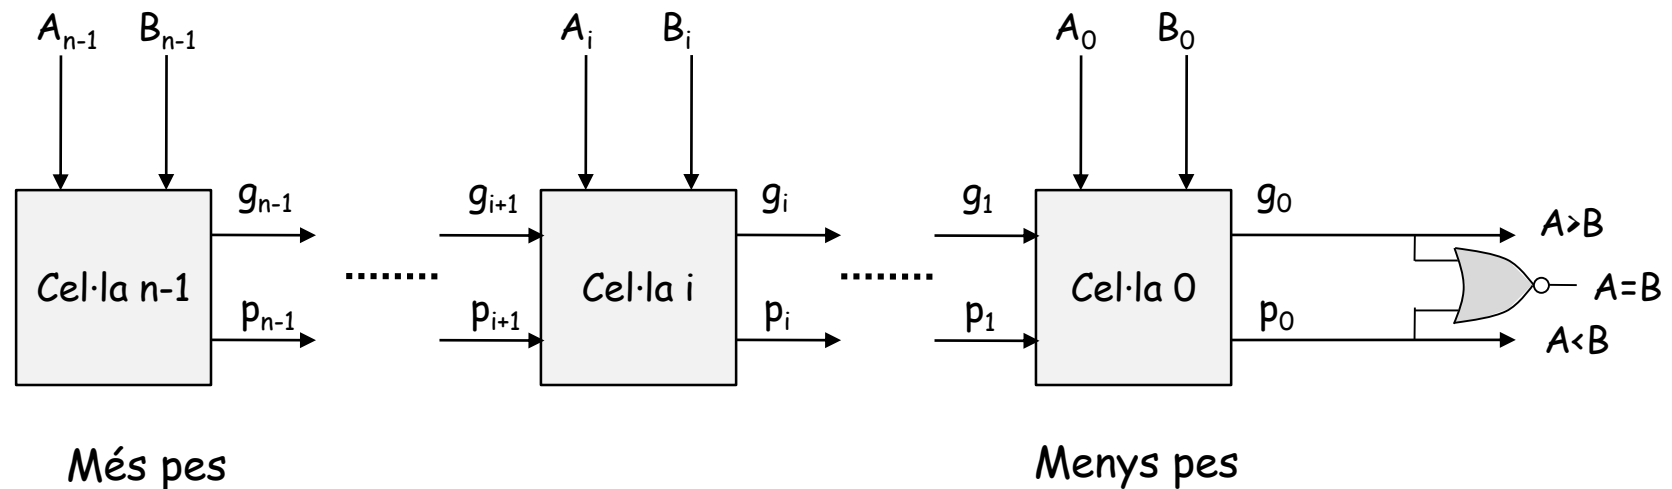 Aₙ₋₁ Bₙ₋₁ Aᵢ Bᵢ A₀ B₀
gₙ₋₁ gᵢ₊₁ gᵢ g₁ g₀ A>B
Cel·la n-1 Cel·la i Cel·la 0 A=B
pₙ₋₁ pᵢ₊₁ pᵢ p₁ p₀ A<B
Més pes Menys pes